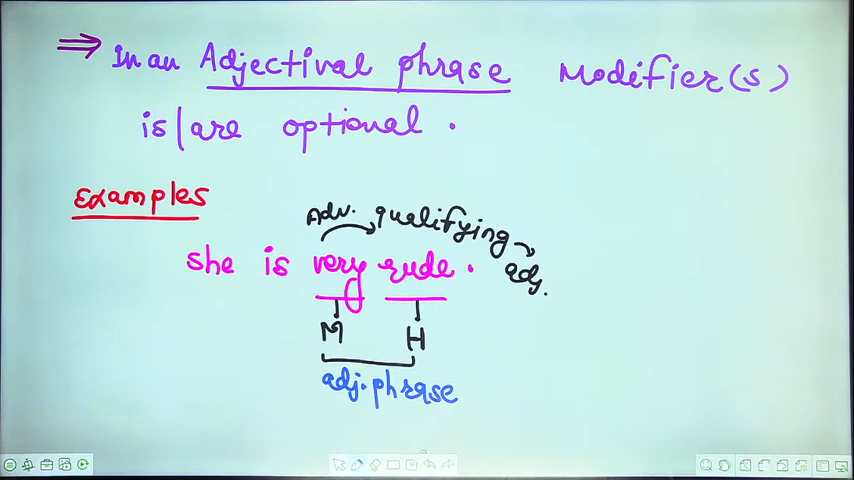 ⇒ In an Adjectival phrase Modifier(s)
is/are optional.
Examples
Adv. qualifying → adj.
she is very rude.
M H
adj. phrase